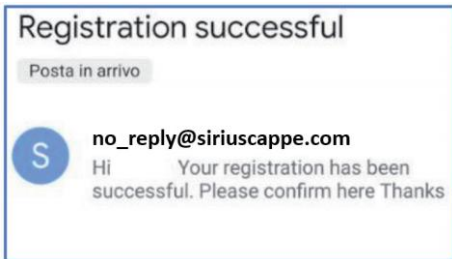 Registration successful
Posta in arrivo
S
no_reply@siriuscappe.com
Hi Your registration has been
successful. Please confirm here Thanks